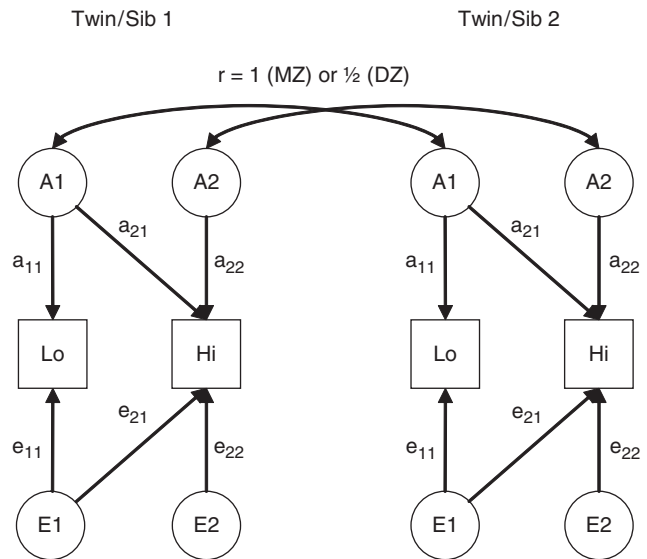 Twin/Sib 1 Twin/Sib 2
r = 1 (MZ) or ½ (DZ)
A1 A2 A1 A2
a21 a21
a11 a22 a11 a22
Lo Hi Lo Hi
e21 e21
e11 e22 e11 e22
E1 E2 E1 E2